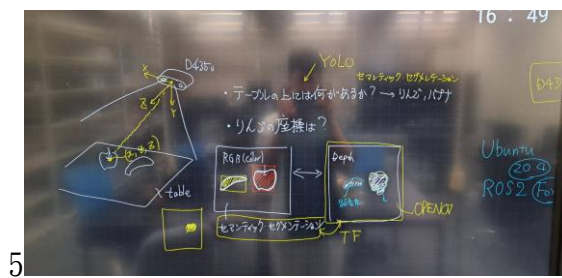 16 : 49
YOLO
D435i
セマンティック セグメンテーション
・テーブルの上には何があるか? → りんご, バナナ
・りんごの座標は?
D43
(x, y, z)
RGB (color)
Depth
table
Ubuntu
20.4
ROS2 (Fo
OPENCV
セマンティック セグメンテーション
TF
5